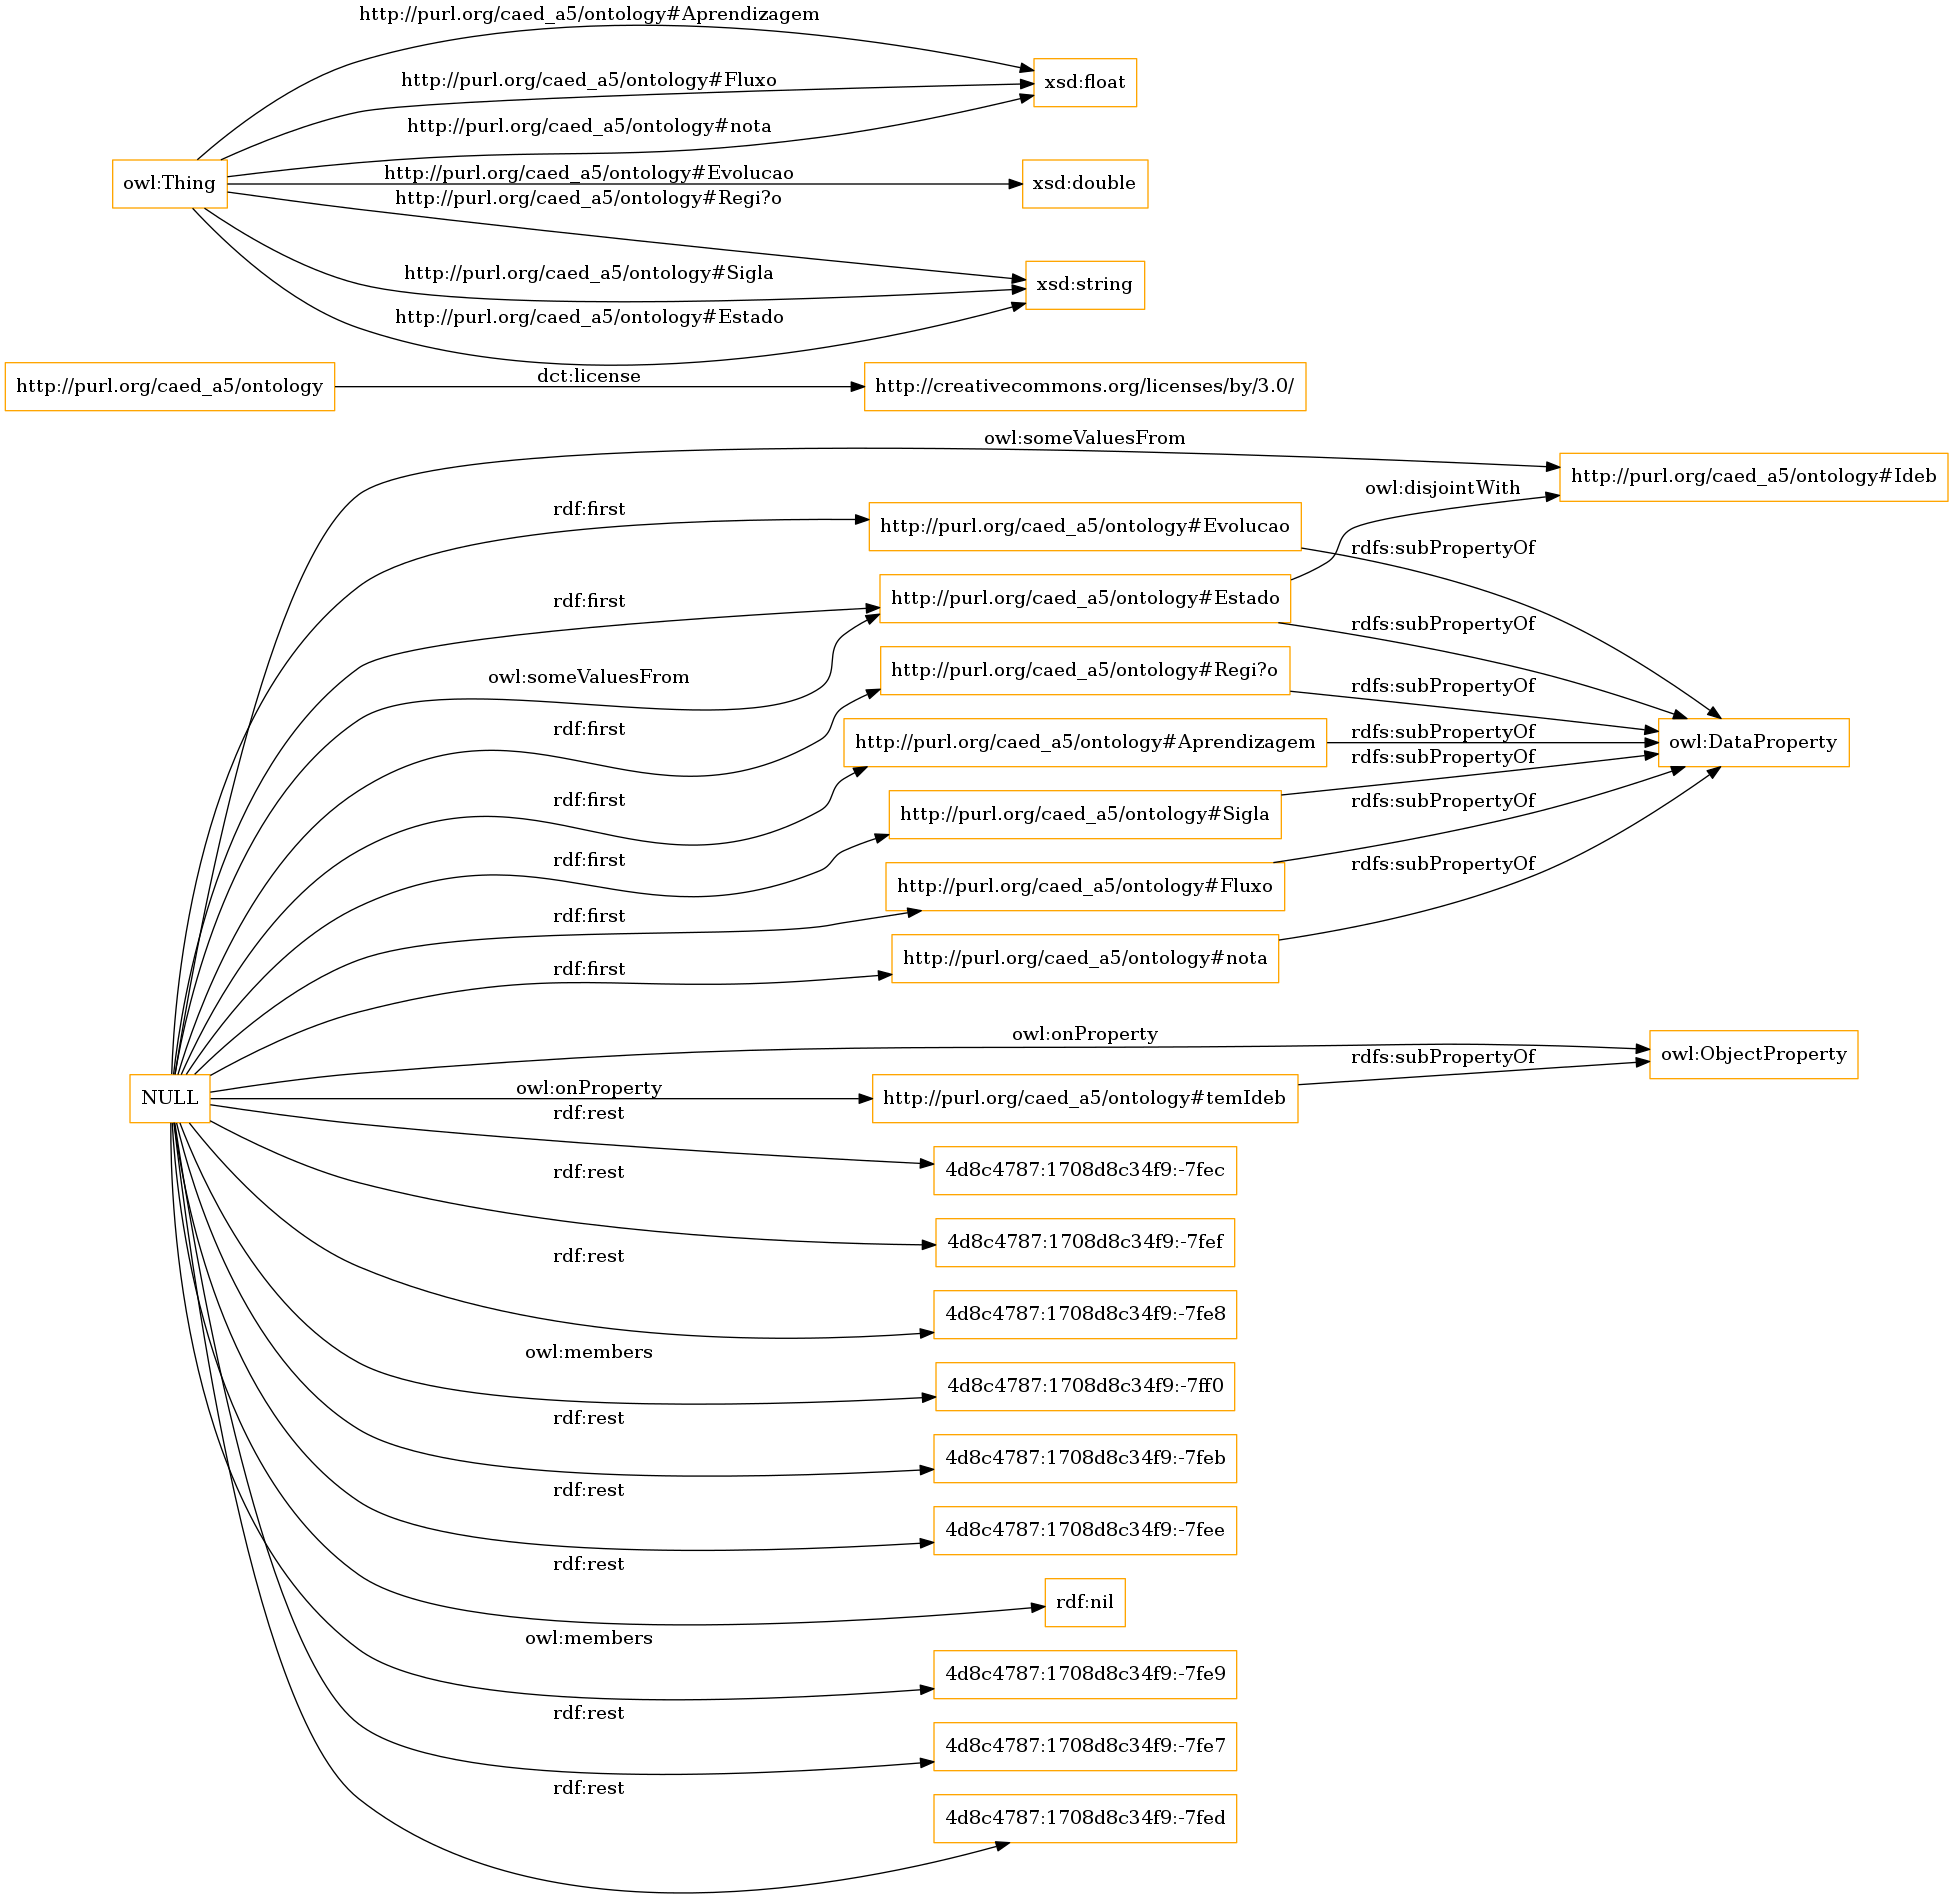 http://purl.org/caed_a5/ontology#Aprendizagem
http://purl.org/caed_a5/ontology#Fluxo
xsd:float
http://purl.org/caed_a5/ontology#nota
http://purl.org/caed_a5/ontology#Evolucao
owl:Thing
xsd:double
http://purl.org/caed_a5/ontology#Regi?o
http://purl.org/caed_a5/ontology#Sigla
xsd:string
http://purl.org/caed_a5/ontology#Estado
http://purl.org/caed_a5/ontology
dct:license
http://creativecommons.org/licenses/by/3.0/
owl:someValuesFrom
http://purl.org/caed_a5/ontology#Ideb
owl:disjointWith
rdf:first
http://purl.org/caed_a5/ontology#Evolucao
rdfs:subPropertyOf
rdf:first
http://purl.org/caed_a5/ontology#Estado
rdfs:subPropertyOf
owl:someValuesFrom
http://purl.org/caed_a5/ontology#Regi?o
rdfs:subPropertyOf
rdf:first
http://purl.org/caed_a5/ontology#Aprendizagem
rdfs:subPropertyOf
owl:DataProperty
rdfs:subPropertyOf
rdf:first
http://purl.org/caed_a5/ontology#Sigla
rdfs:subPropertyOf
rdf:first
http://purl.org/caed_a5/ontology#Fluxo
rdfs:subPropertyOf
rdf:first
http://purl.org/caed_a5/ontology#nota
rdf:first
owl:onProperty
owl:ObjectProperty
rdfs:subPropertyOf
NULL
owl:onProperty
http://purl.org/caed_a5/ontology#temIdeb
rdf:rest
4d8c4787:1708d8c34f9:-7fec
rdf:rest
4d8c4787:1708d8c34f9:-7fef
rdf:rest
4d8c4787:1708d8c34f9:-7fe8
owl:members
4d8c4787:1708d8c34f9:-7ff0
rdf:rest
4d8c4787:1708d8c34f9:-7feb
rdf:rest
4d8c4787:1708d8c34f9:-7fee
rdf:rest
rdf:nil
owl:members
4d8c4787:1708d8c34f9:-7fe9
rdf:rest
4d8c4787:1708d8c34f9:-7fe7
rdf:rest
4d8c4787:1708d8c34f9:-7fed